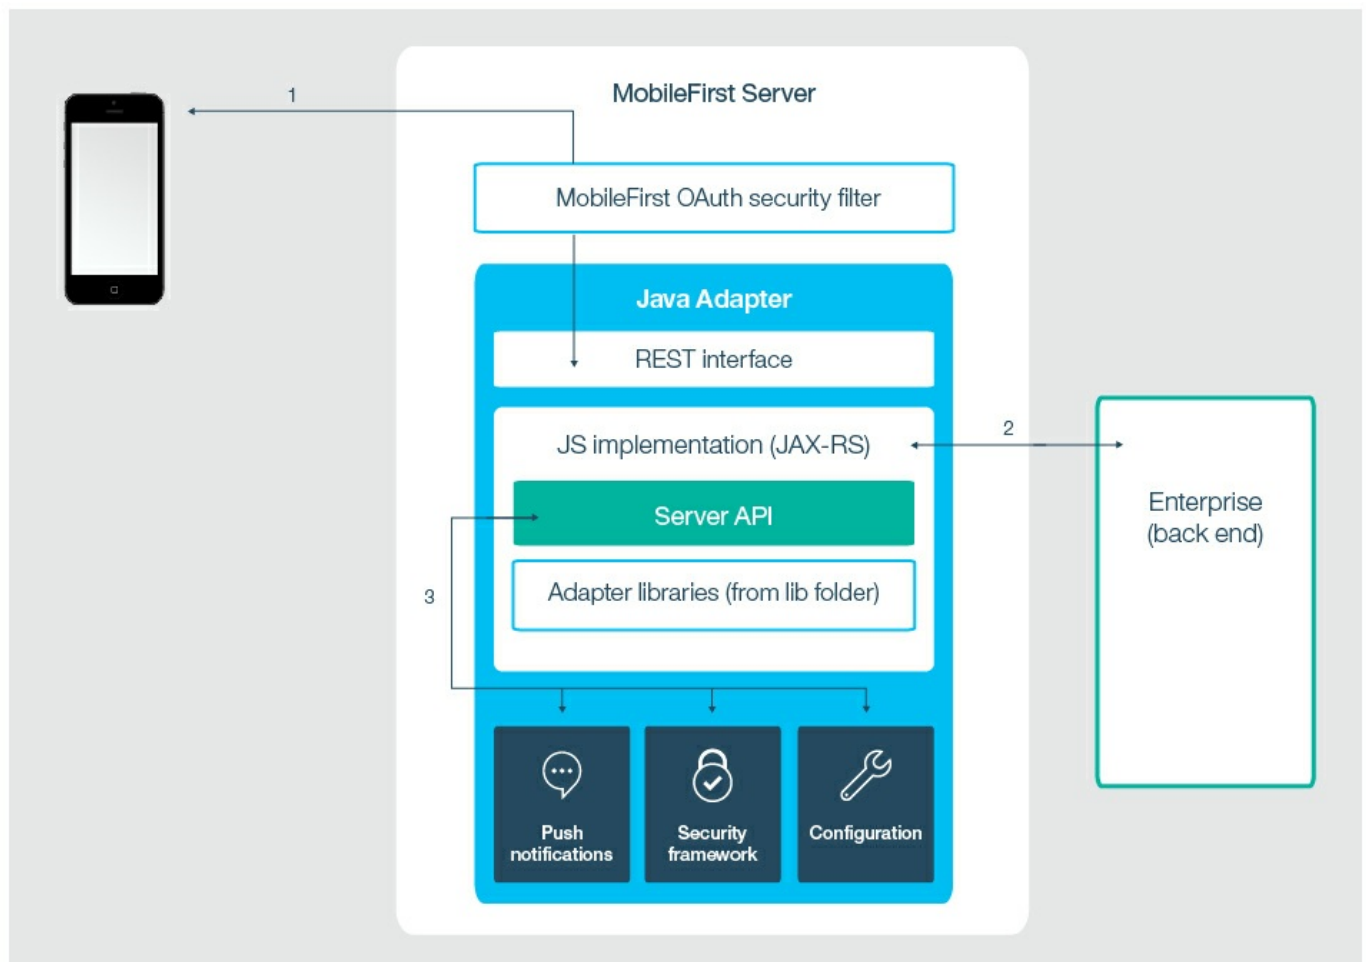 MobileFirst Server
1
MobileFirst OAuth security filter
Java Adapter
REST interface
JS implementation (JAX-RS)
2
Server API
Enterprise
(back end)
Adapter libraries (from lib folder)
3
Push
notifications
Security
framework
Configuration